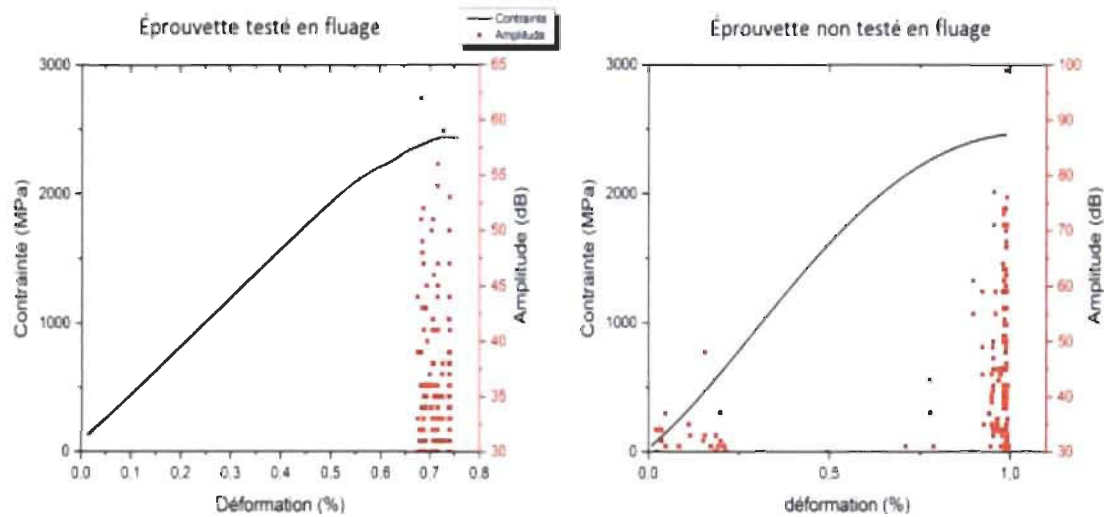 Éprouvette testé en fluage
Contrainte
Amplitude
Éprouvette non testé en fluage
3000
2000
1000
0
Contrainte (MPa)
65
60
55
50
45
40
35
30
Amplitude (dB)
0,0 0,1 0,2 0,3 0,4 0,5 0,6 0,7 0,8
Déformation (%)
3000
2000
1000
0
Contrainte (MPa)
100
90
80
70
60
50
40
30
Amplitude (dB)
0,0 0,5 1,0
déformation (%)